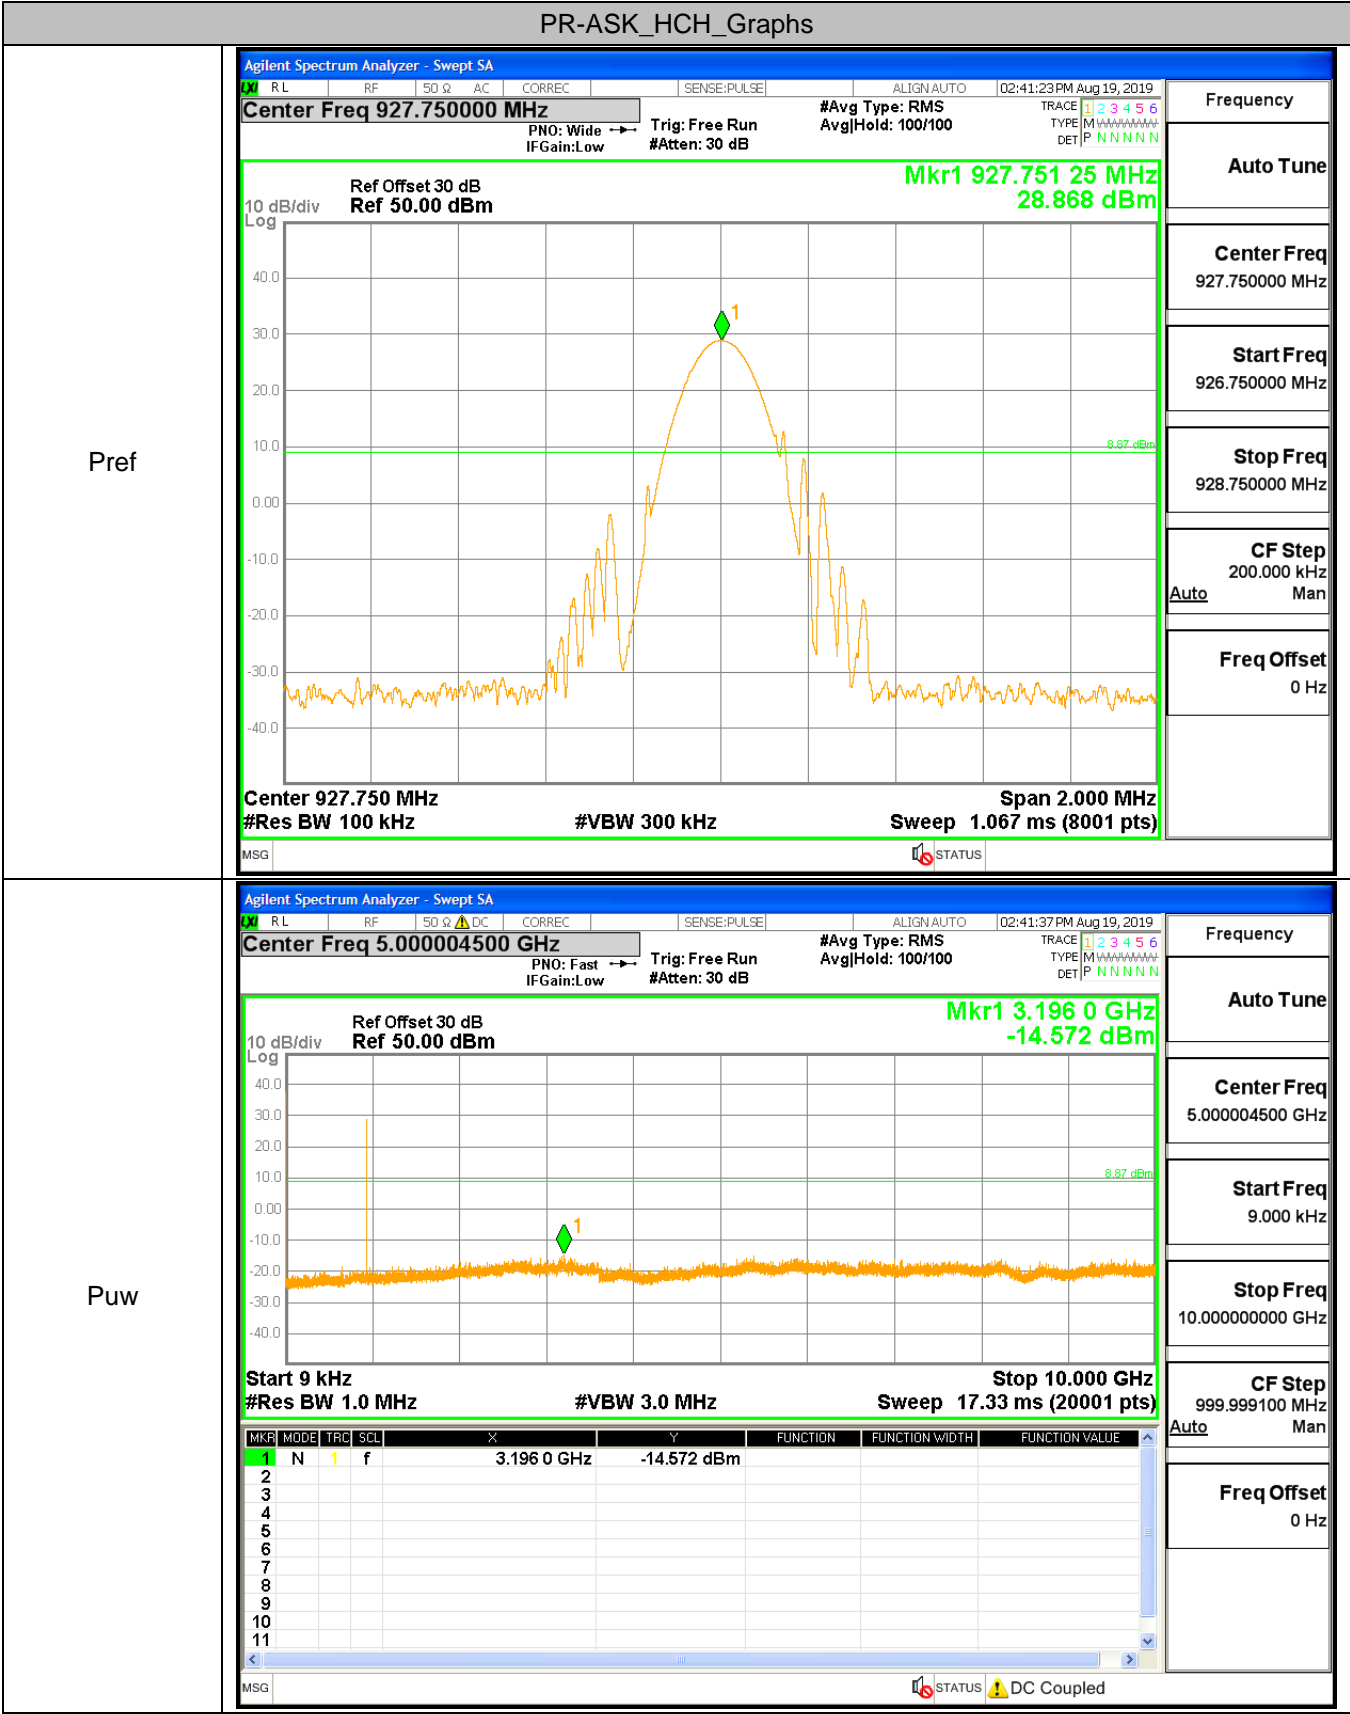 PR-ASK_HCH_Graphs
Pref
Agilent Spectrum Analyzer - Swept SA
LXI RL RF 50 Ω AC CORREC SENSE:PULSE ALIGN AUTO 02:41:23 PM Aug 19, 2019
Center Freq 927.750000 MHz
PNO: Wide
IFGain:Low
Trig: Free Run
#Atten: 30 dB
#Avg Type: RMS
Avg|Hold: 100/100
TRACE 1 2 3 4 5 6
TYPE M
DET P N N N N N
Ref Offset 30 dB
Ref 50.00 dBm
10 dB/div
Log
Mkr1 927.751 25 MHz
28.868 dBm
40.0
30.0
20.0
10.0
0.00
-10.0
-20.0
-30.0
-40.0
1
8.87 dBm
Center 927.750 MHz
Span 2.000 MHz
#Res BW 100 kHz
#VBW 300 kHz
Sweep 1.067 ms (8001 pts)
MSG
STATUS
Frequency
Auto Tune
Center Freq
927.750000 MHz
Start Freq
926.750000 MHz
Stop Freq
928.750000 MHz
CF Step
200.000 kHz
Auto Man
Freq Offset
0 Hz
Puw
Agilent Spectrum Analyzer - Swept SA
LXI RL RF 50 Ω DC CORREC SENSE:PULSE ALIGN AUTO 02:41:37 PM Aug 19, 2019
Center Freq 5.000004500 GHz
PNO: Fast
IFGain:Low
Trig: Free Run
#Atten: 30 dB
#Avg Type: RMS
Avg|Hold: 100/100
TRACE 1 2 3 4 5 6
TYPE M
DET P N N N N N
Ref Offset 30 dB
Ref 50.00 dBm
10 dB/div
Log
Mkr1 3.196 0 GHz
-14.572 dBm
40.0
30.0
20.0
10.0
0.00
-10.0
-20.0
-30.0
-40.0
1
8.87 dBm
Start 9 kHz
Stop 10.000 GHz
#Res BW 1.0 MHz
#VBW 3.0 MHz
Sweep 17.33 ms (20001 pts)
MKR MODE TRC SCL X Y FUNCTION FUNCTION WIDTH FUNCTION VALUE
1 N 1 f 3.196 0 GHz -14.572 dBm
2
3
4
5
6
7
8
9
10
11
MSG
STATUS
DC Coupled
Frequency
Auto Tune
Center Freq
5.000004500 GHz
Start Freq
9.000 kHz
Stop Freq
10.000000000 GHz
CF Step
999.999100 MHz
Auto Man
Freq Offset
0 Hz